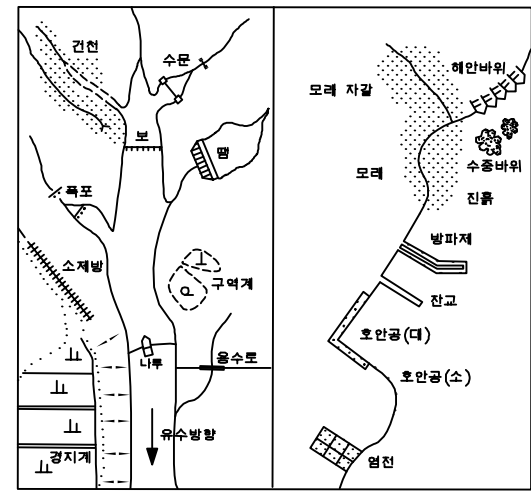 건천
수문
보
땜
폭포
소제방
구역계
나루
용수로
유수방향
경지계
해안바위
모레 자갈
수중바위
모레
진흙
방파제
잔교
호안공(대)
호안공(소)
염전